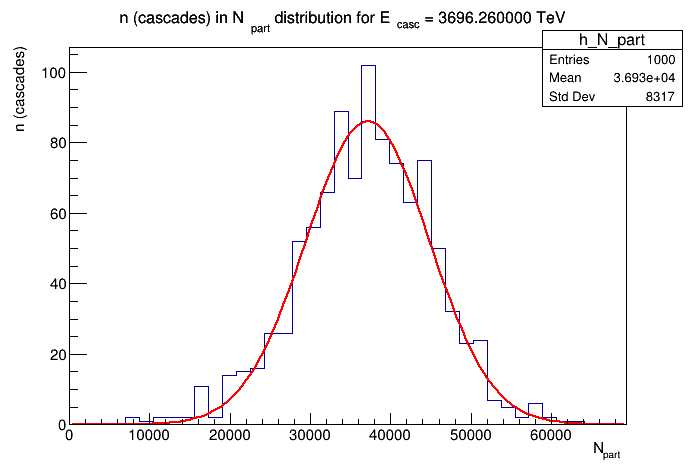 n (cascades) in N part distribution for E casc = 3696.260000 TeV
h_N_part
Entries 1000
Mean 3.693e+04
Std Dev 8317
n (cascades)
100
80
60
40
20
0
0 10000 20000 30000 40000 50000 60000
N part